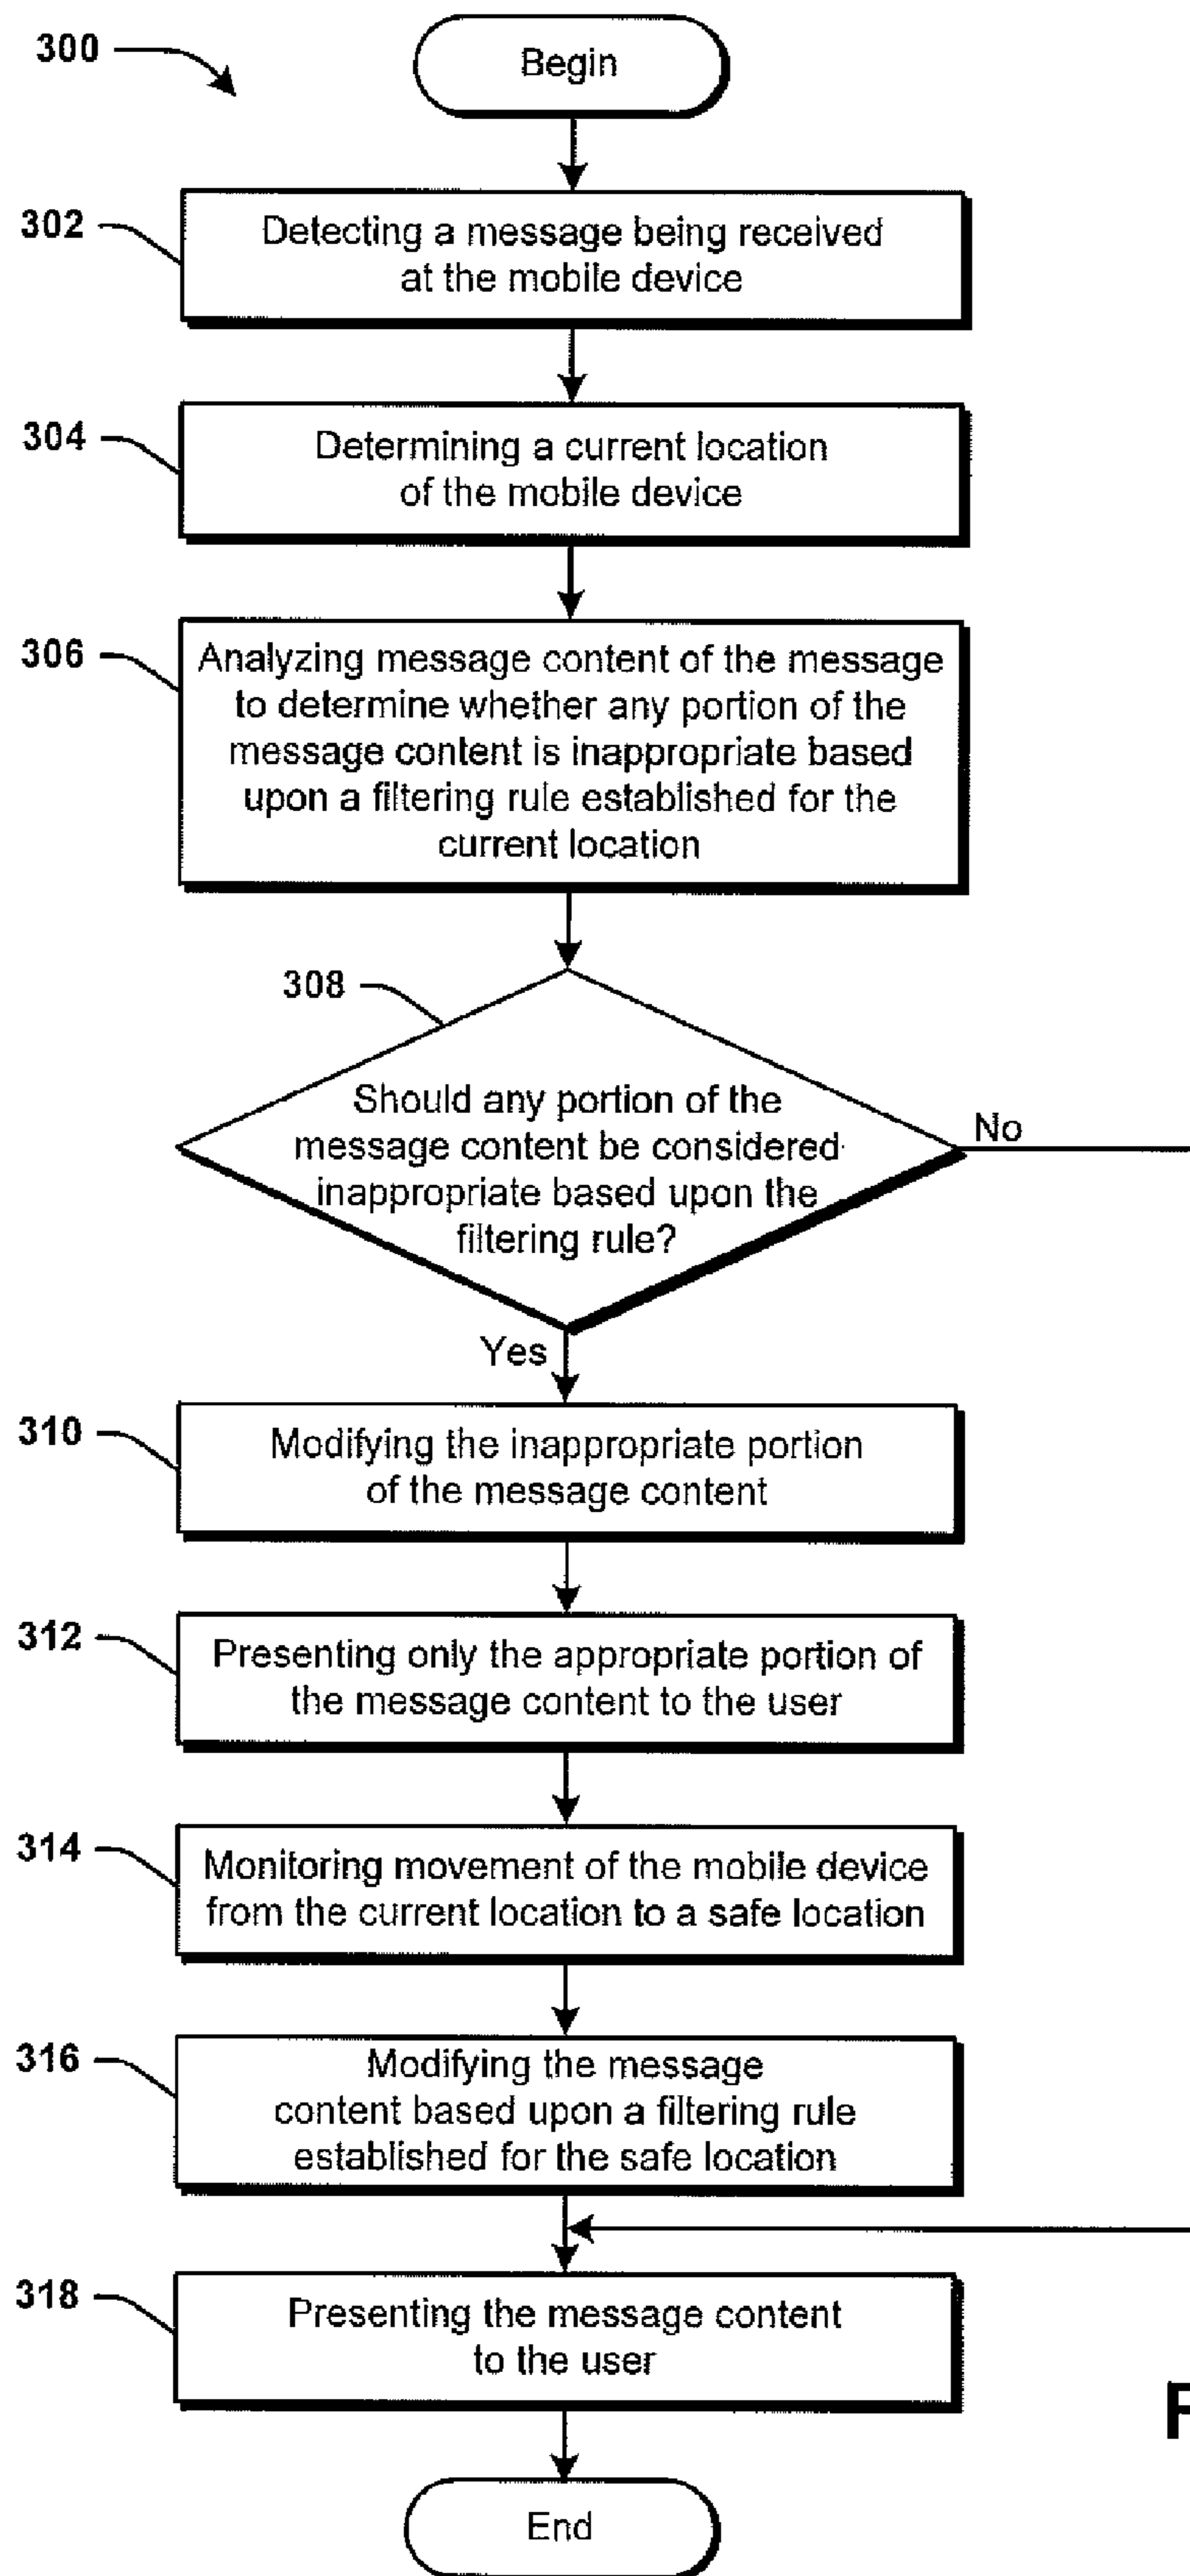 300
Begin
302
Detecting a message being received
at the mobile device
304
Determining a current location
of the mobile device
306
Analyzing message content of the message
to determine whether any portion of the
message content is inappropriate based
upon a filtering rule established for the
current location
308
Should any portion of the
message content be considered
inappropriate based upon the
filtering rule?
No
Yes
310
Modifying the inappropriate portion
of the message content
312
Presenting only the appropriate portion of
the message content to the user
314
Monitoring movement of the mobile device
from the current location to a safe location
316
Modifying the message
content based upon a filtering rule
established for the safe location
318
Presenting the message content
to the user
End